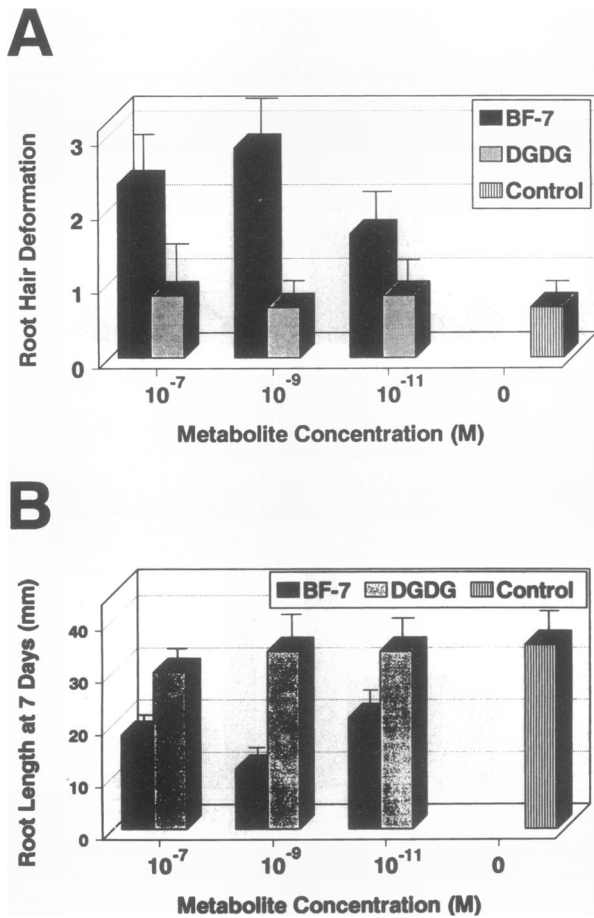 A
BF-7
DGDG
Control
Root Hair Deformation
3
2
1
0
10-7
10-9
10-11
0
Metabolite Concentration (M)
B
BF-7 DGDG Control
Root Length at 7 Days (mm)
40
30
20
10
0
10-7
10-9
10-11
0
Metabolite Concentration (M)